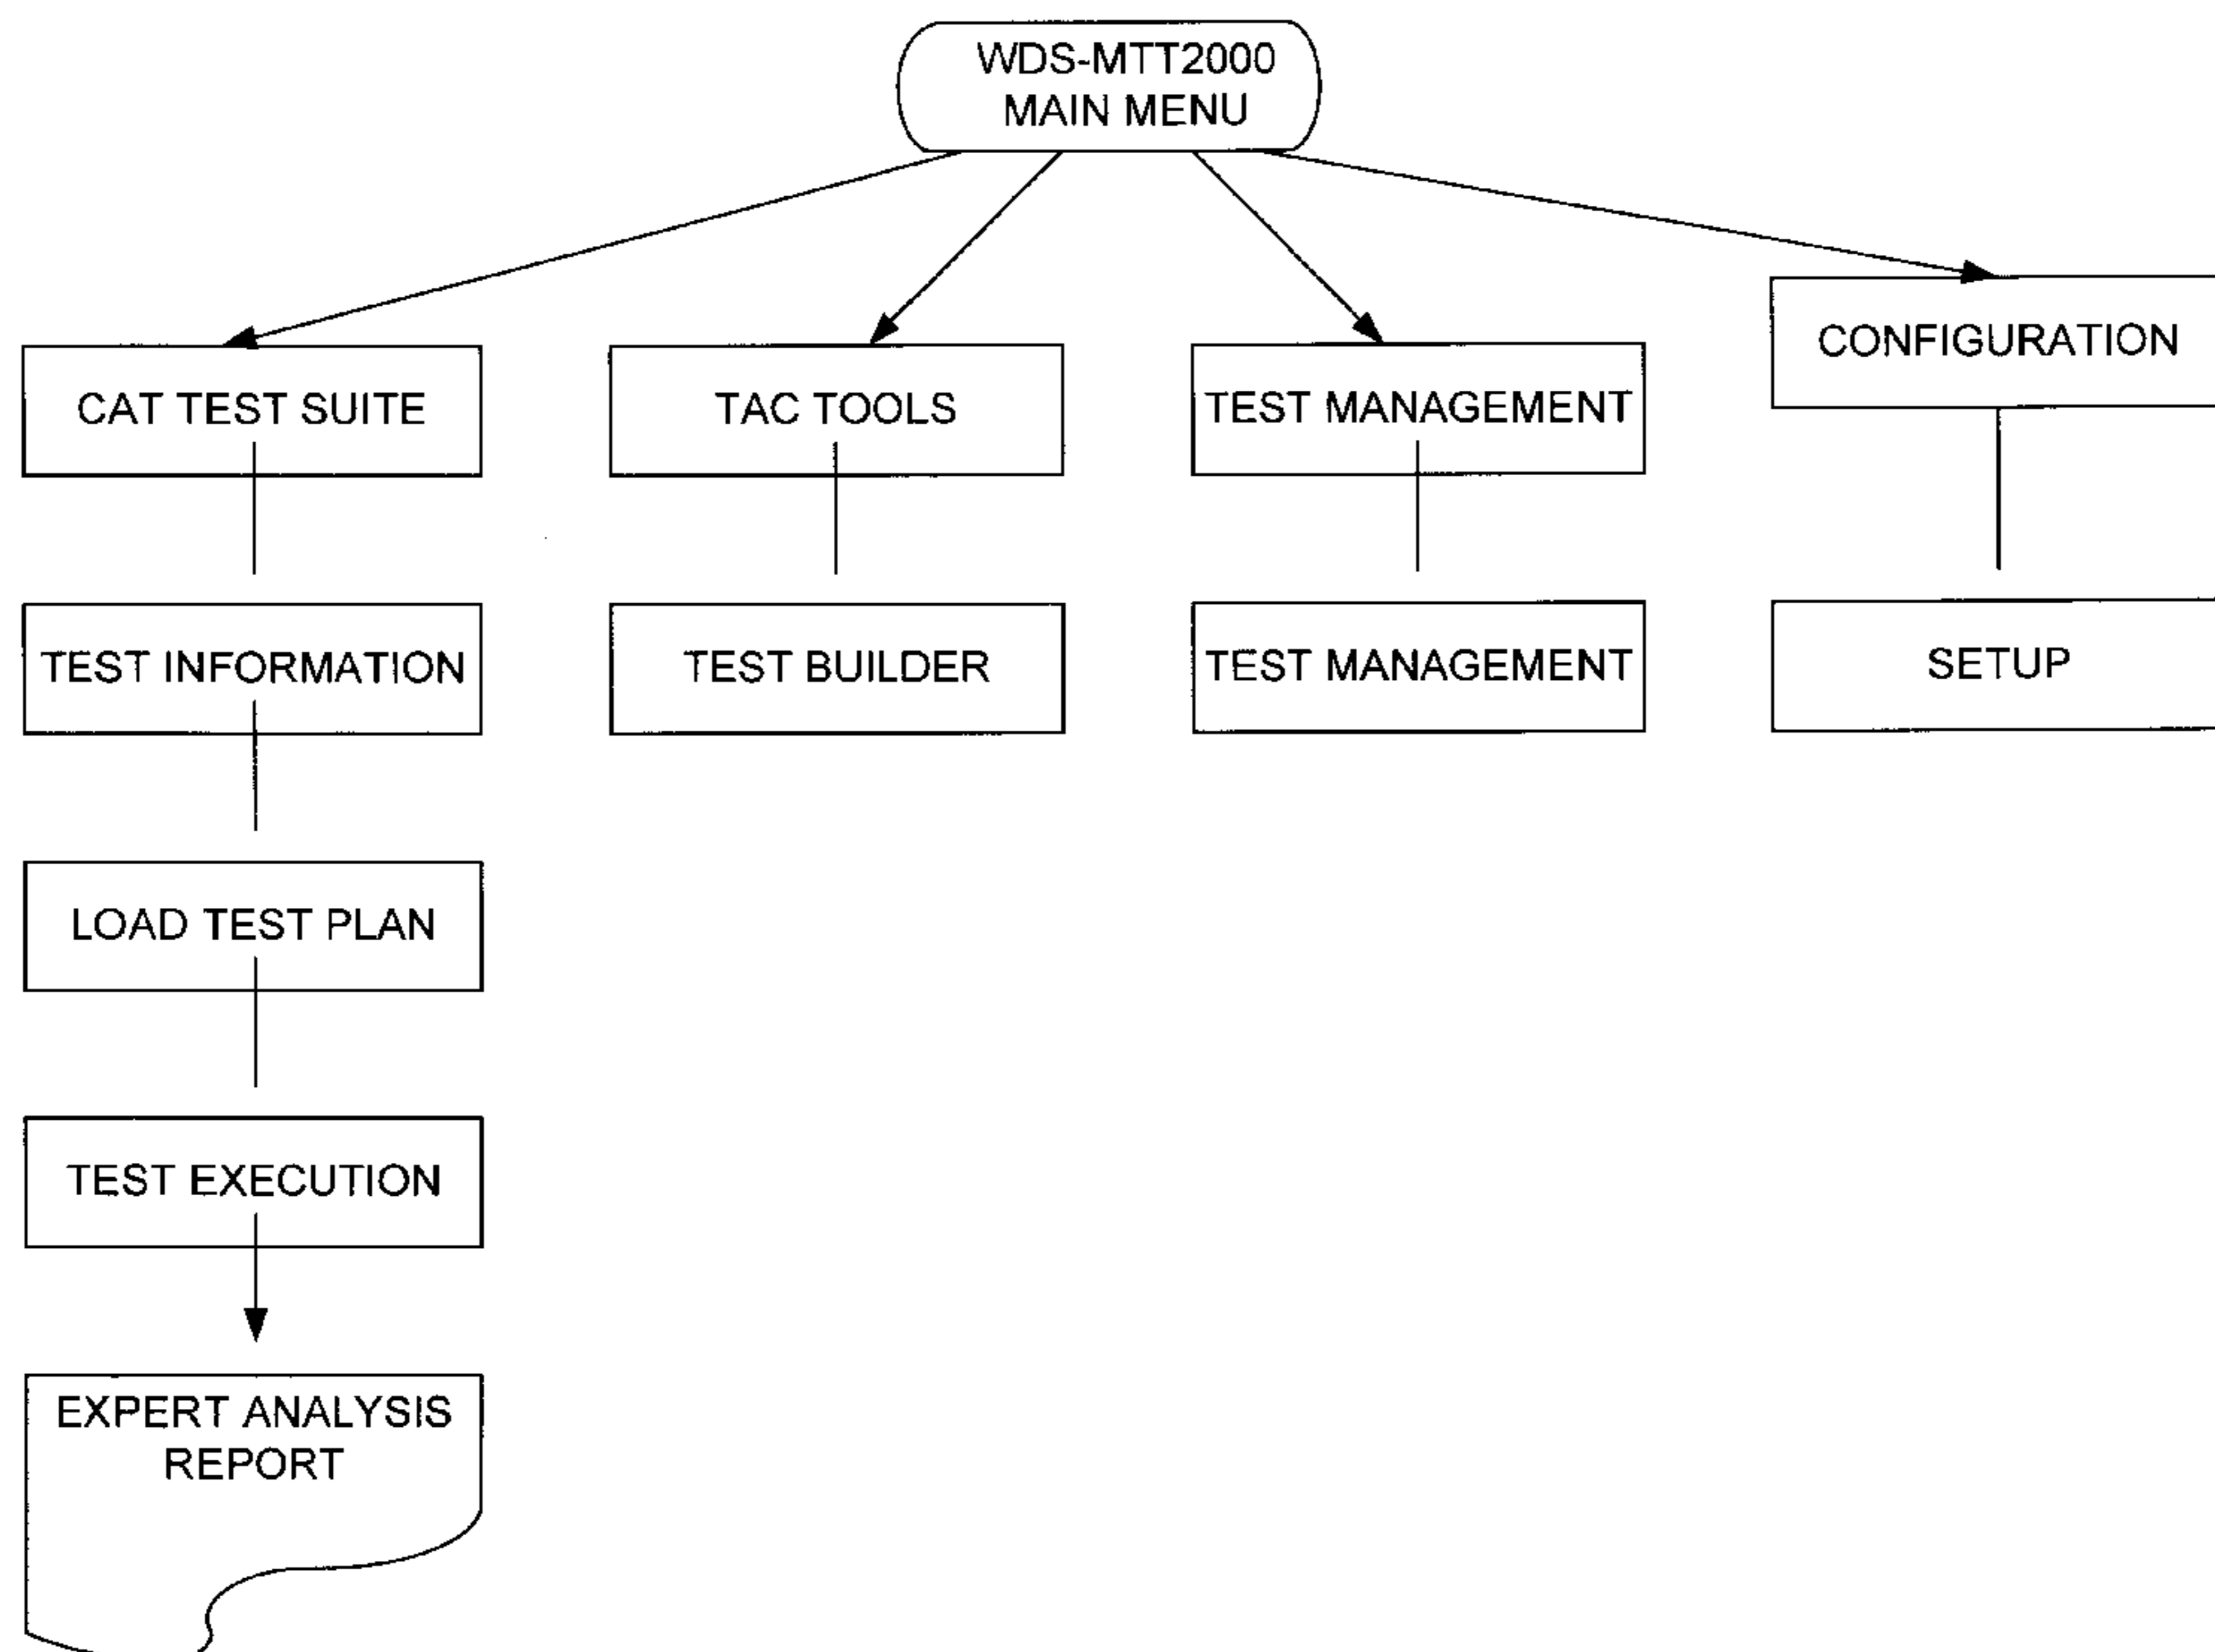 WDS-MTT2000
MAIN MENU
CAT TEST SUITE
TAC TOOLS
TEST MANAGEMENT
CONFIGURATION
TEST INFORMATION
TEST BUILDER
TEST MANAGEMENT
SETUP
LOAD TEST PLAN
TEST EXECUTION
EXPERT ANALYSIS
REPORT